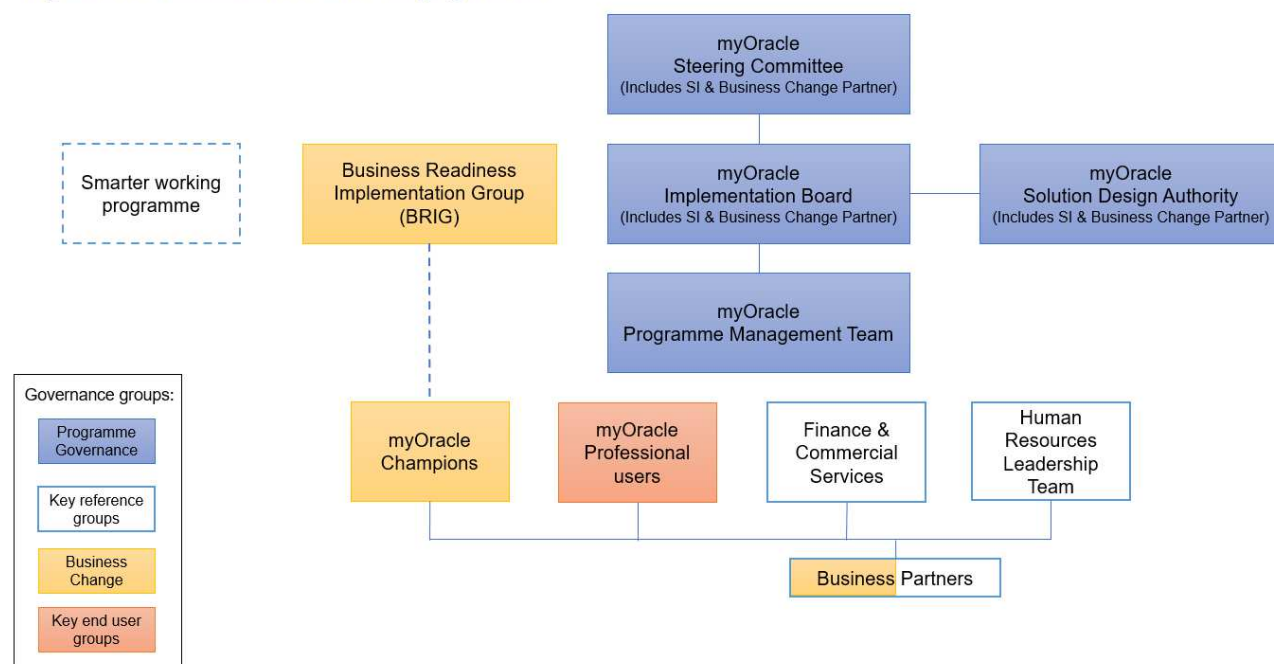 myOracle
Steering Committee
(Includes SI & Business Change Partner)
Smarter working
programme
Business Readiness
Implementation Group
(BRIG)
myOracle
Implementation Board
(Includes SI & Business Change Partner)
myOracle
Solution Design Authority
(Includes SI & Business Change Partner)
myOracle
Programme Management Team
Governance groups:
Programme
Governance
Key reference
groups
Business
Change
Key end user
groups
myOracle
Champions
myOracle
Professional
users
Finance &
Commercial
Services
Human
Resources
Leadership
Team
Business Partners